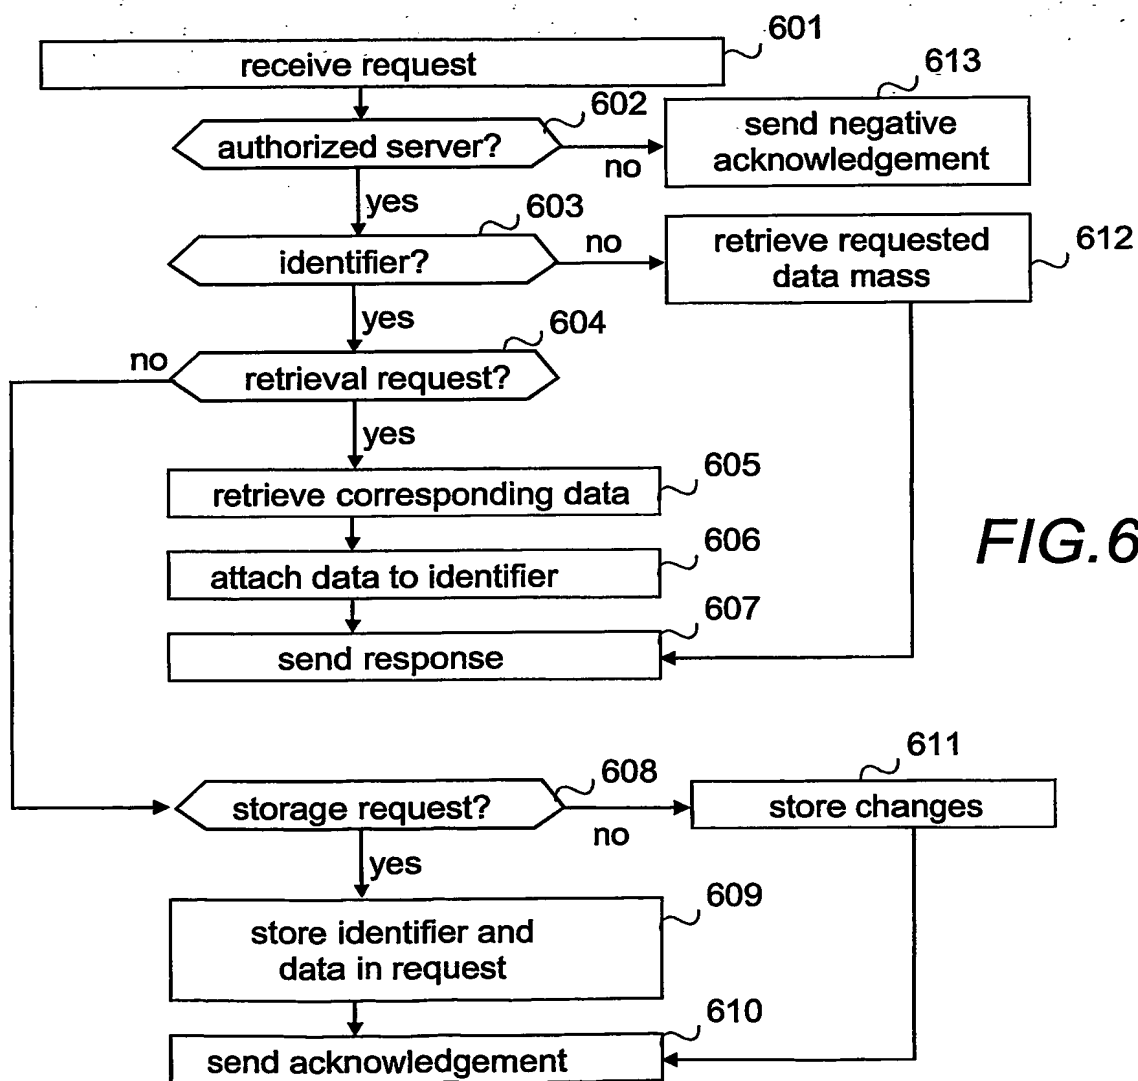 601
receive request
602
authorized server?
no
613
send negative
acknowledgement
yes
603
identifier?
no
retrieve requested
data mass
612
yes
604
no
retrieval request?
yes
605
retrieve corresponding data
606
attach data to identifier
607
send response
FIG.6
608
storage request?
no
611
store changes
yes
609
store identifier and
data in request
610
send acknowledgement